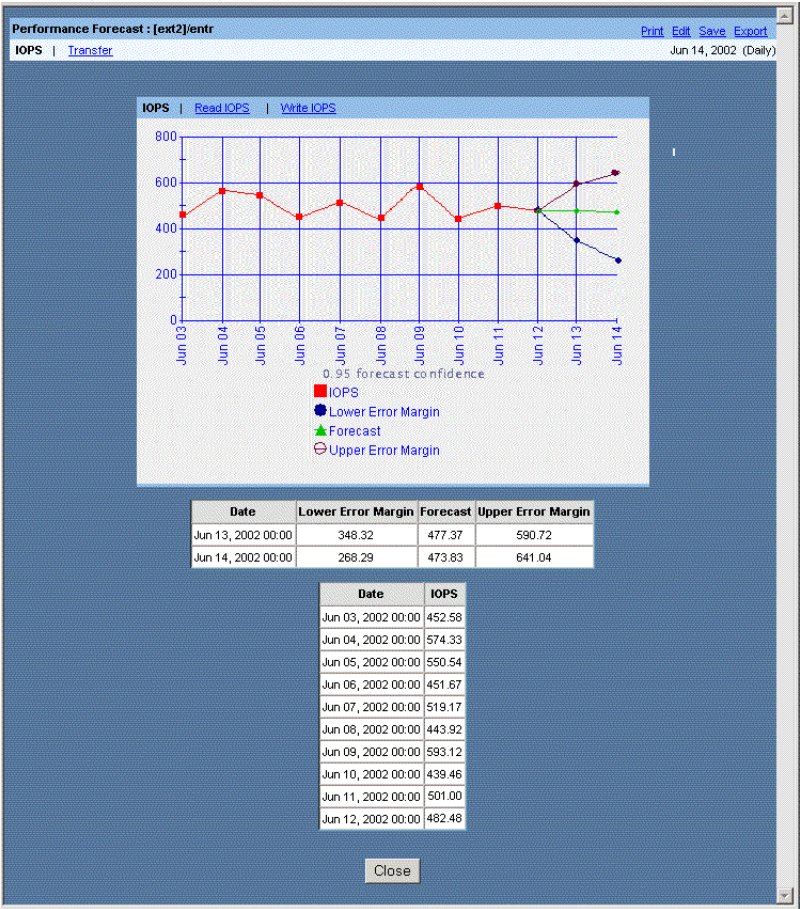 Performance Forecast : [ext2]/entr
Print Edit Save Export
IOPS | Transfer
Jun 14, 2002 (Daily)
IOPS | Read IOPS | Write IOPS
800
600
400
200
0
Jun 03 Jun 04 Jun 05 Jun 06 Jun 07 Jun 08 Jun 09 Jun 10 Jun 11 Jun 12 Jun 13 Jun 14
0.95 forecast confidence
IOPS
Lower Error Margin
Forecast
Upper Error Margin
Date Lower Error Margin Forecast Upper Error Margin
Jun 13, 2002 00:00 348.32 477.37 590.72
Jun 14, 2002 00:00 268.29 473.83 641.04
Date IOPS
Jun 03, 2002 00:00 452.58
Jun 04, 2002 00:00 574.33
Jun 05, 2002 00:00 550.54
Jun 06, 2002 00:00 451.67
Jun 07, 2002 00:00 519.17
Jun 08, 2002 00:00 443.92
Jun 09, 2002 00:00 593.12
Jun 10, 2002 00:00 439.46
Jun 11, 2002 00:00 501.00
Jun 12, 2002 00:00 482.48
Close